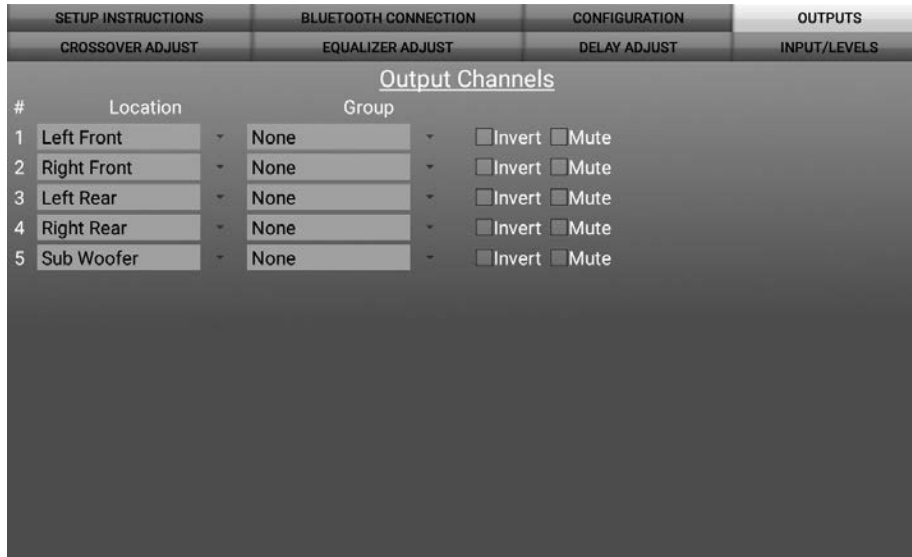 SETUP INSTRUCTIONS BLUETOOTH CONNECTION CONFIGURATION OUTPUTS
CROSSOVER ADJUST EQUALIZER ADJUST DELAY ADJUST INPUT/LEVELS
Output Channels
# Location Group
1 Left Front None Invert Mute
2 Right Front None Invert Mute
3 Left Rear None Invert Mute
4 Right Rear None Invert Mute
5 Sub Woofer None Invert Mute